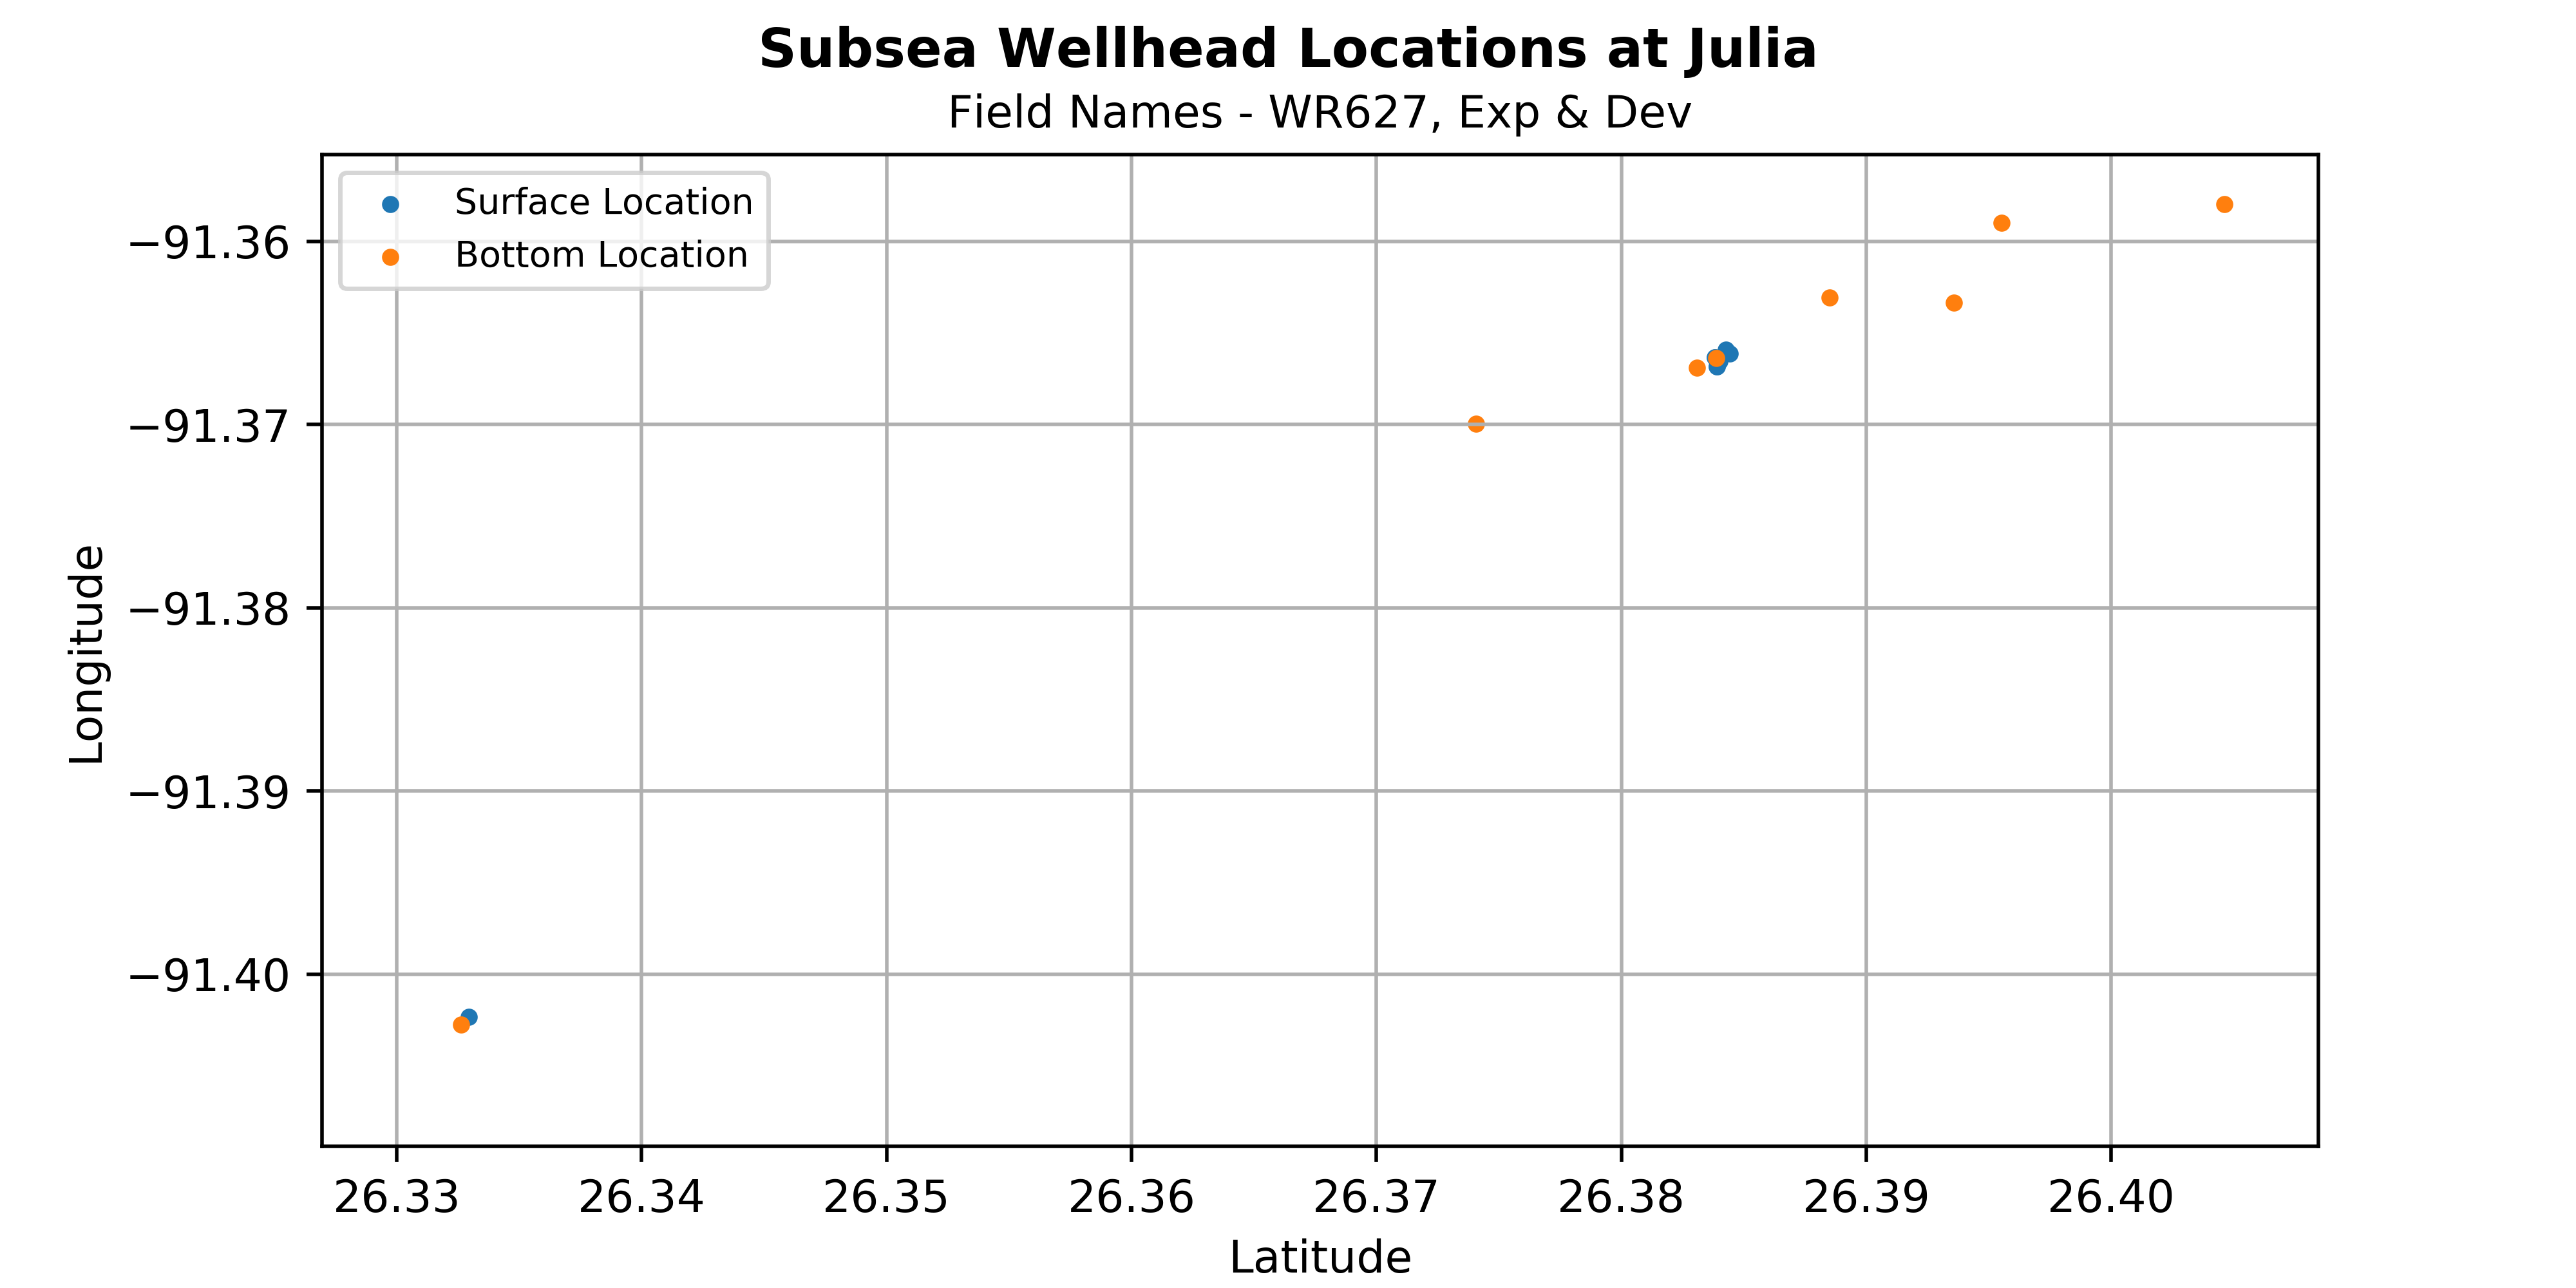 Subsea Wellhead Locations at Julia
Field Names - WR627, Exp & Dev
Surface Location
Bottom Location
−91.36
−91.37
−91.38
−91.39
−91.40
Longitude
26.33 26.34 26.35 26.36 26.37 26.38 26.39 26.40
Latitude